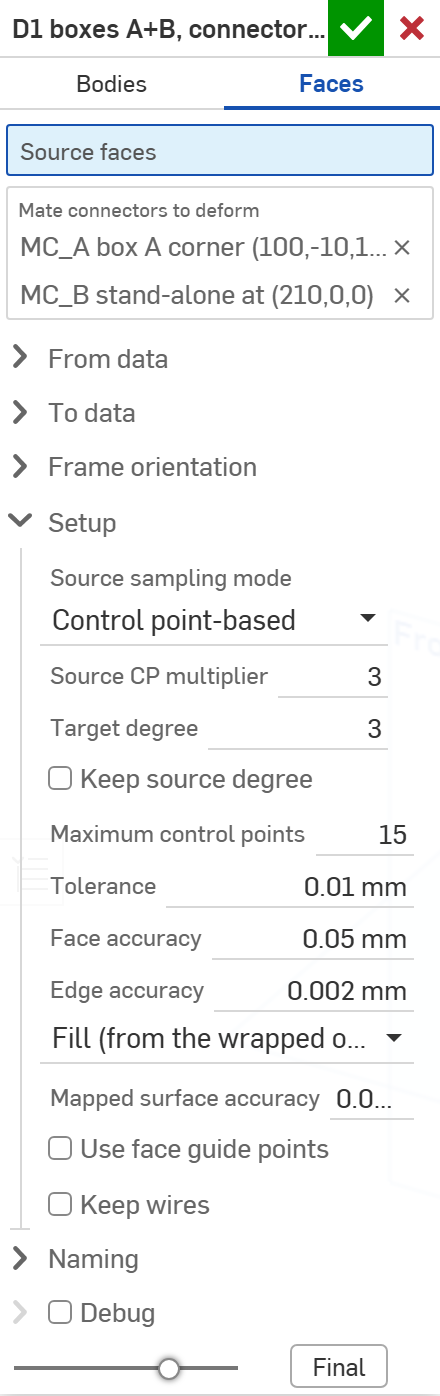 D1 boxes A+B, connector...
Bodies
Faces
Source faces
Mate connectors to deform
MC_A box A corner (100,-10,1...
MC_B stand-alone at (210,0,0)
From data
To data
Frame orientation
Setup
Source sampling mode
Control point-based
Source CP multiplier 3
Target degree 3
Keep source degree
Maximum control points 15
Tolerance 0.01 mm
Face accuracy 0.05 mm
Edge accuracy 0.002 mm
Fill (from the wrapped o...
Mapped surface accuracy 0.0...
Use face guide points
Keep wires
Naming
Debug
Final